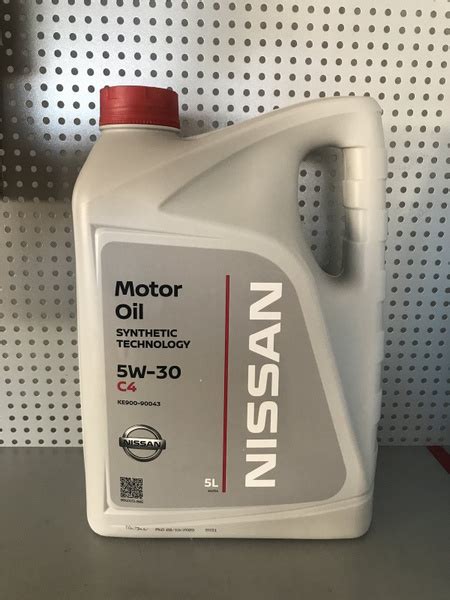 Motor
Oil
SYNTHETIC
TECHNOLOGY
5W-30
C4
KE900-90043
NISSAN
5L
NISSAN